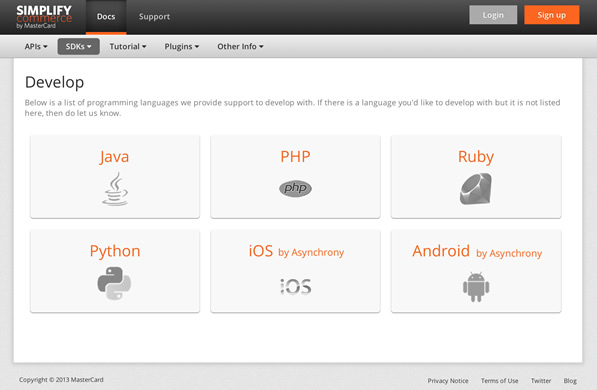 SIMPLIFY
commerce
by MasterCard
Docs
Support
Login
Sign up
APIs
SDKs
Tutorial
Plugins
Other Info
Develop
Below is a list of programming languages we provide support to develop with. If there is a language you'd like to develop with but it is not listed
here, then do let us know.
Java
PHP
Ruby
php
Python
iOS by Asynchrony
Android by Asynchrony
iOS
Copyright © 2013 MasterCard
Privacy Notice
Terms of Use
Twitter
Blog